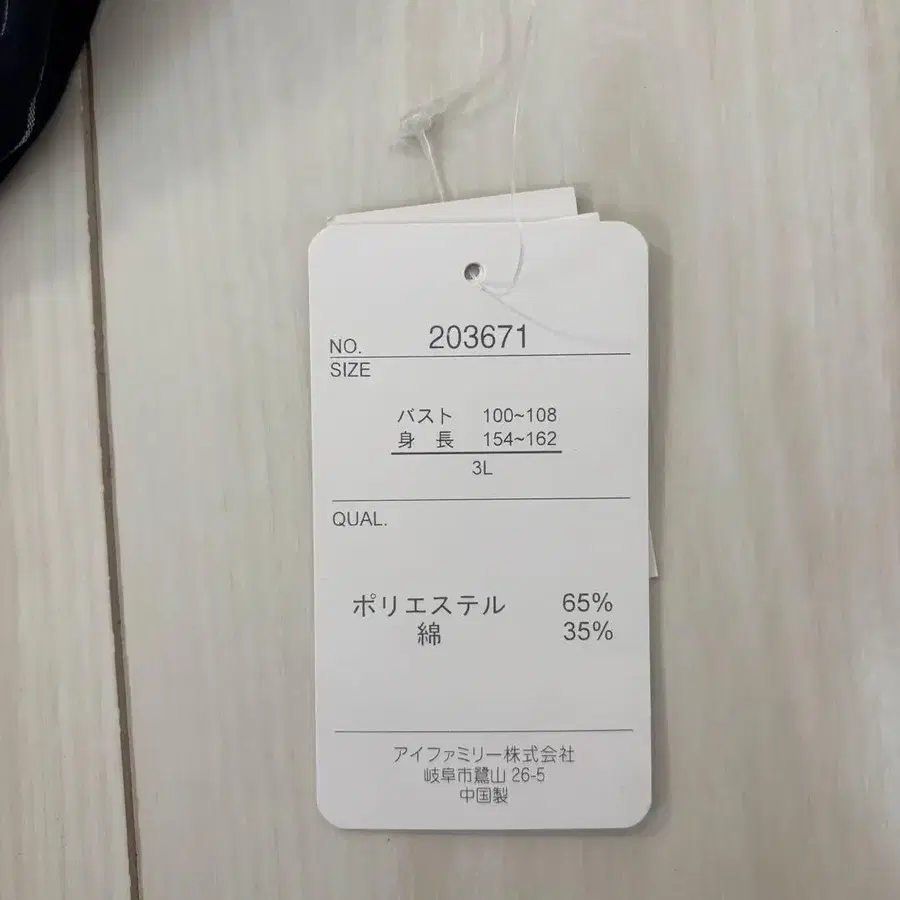 NO. 203671
SIZE
バスト 100~108
身 長 154~162
3L
QUAL.
ポリエステル 65%
綿 35%
アイファミリー株式会社
岐阜市鷺山 26-5
中国製